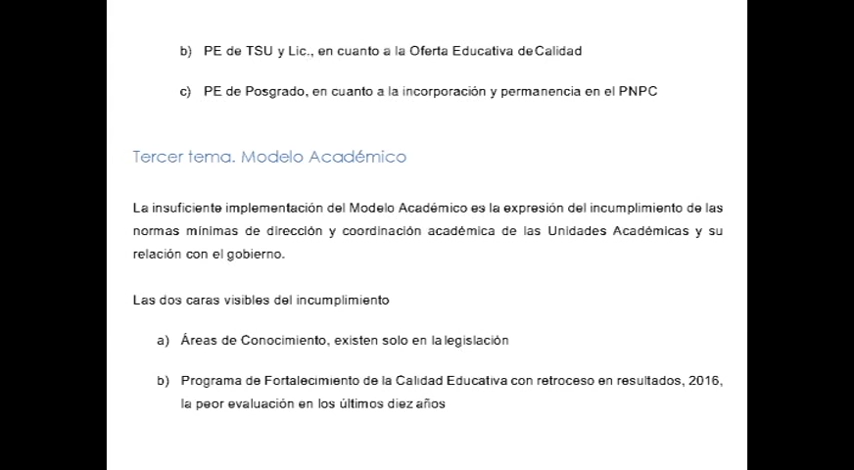 b) PE de TSU y Lic., en cuanto a la Oferta Educativa de Calidad
c) PE de Posgrado, en cuanto a la incorporación y permanencia en el PNPC
Tercer tema. Modelo Académico
La insuficiente implementación del Modelo Académico es la expresión del incumplimiento de las
normas mínimas de dirección y coordinación académica de las Unidades Académicas y su
relación con el gobierno.
Las dos caras visibles del incumplimiento
a) Áreas de Conocimiento, existen solo en la legislación
b) Programa de Fortalecimiento de la Calidad Educativa con retroceso en resultados, 2016,
la peor evaluación en los últimos diez años